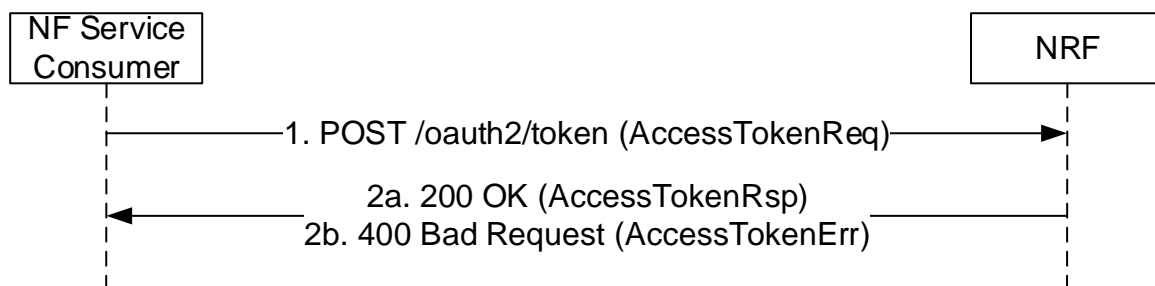 NF Service
Consumer
NRF
1. POST /oauth2/token (AccessTokenReq)
2a. 200 OK (AccessTokenRsp)
2b. 400 Bad Request (AccessTokenErr)